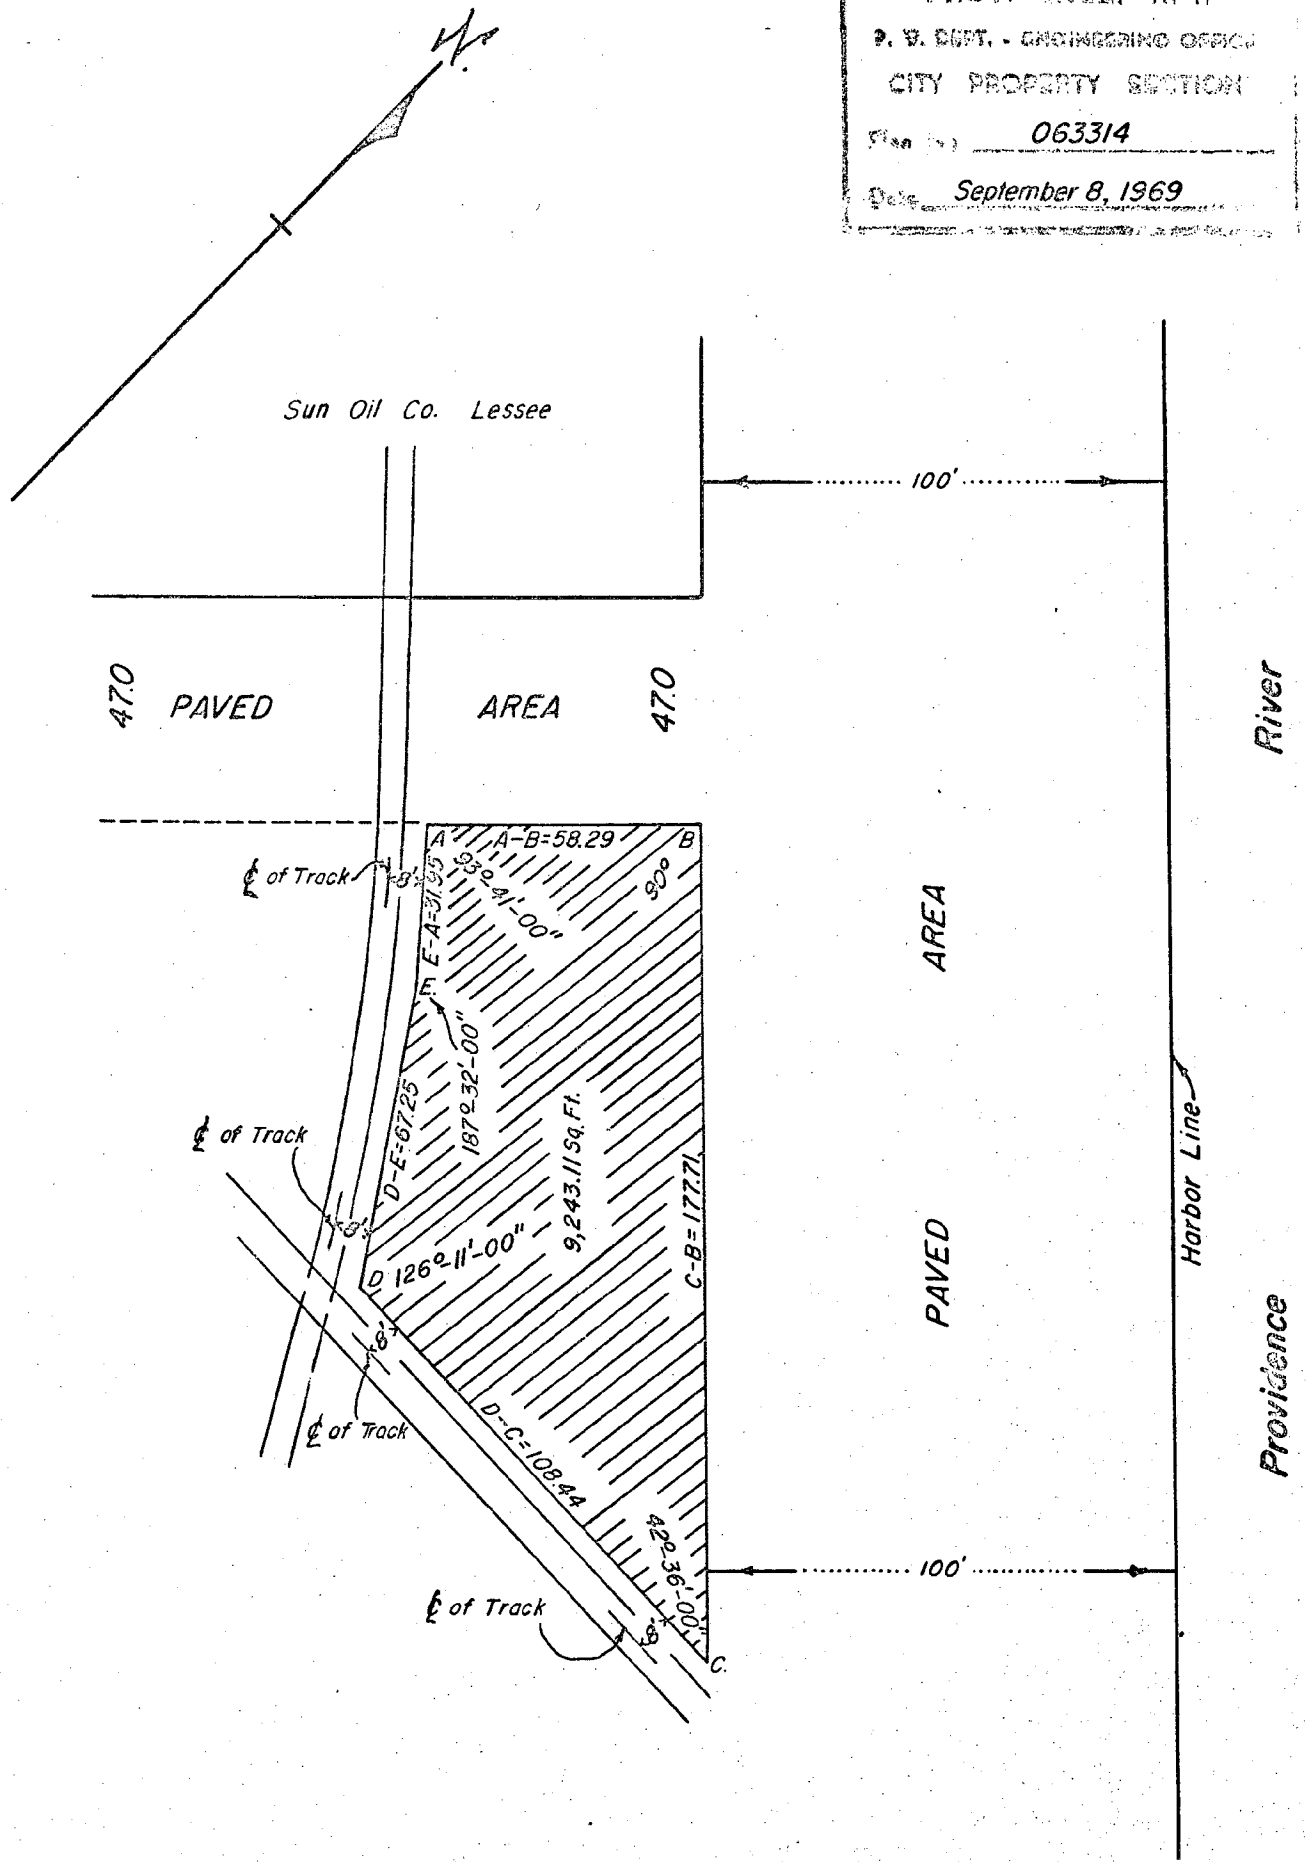 N.
P. W. DEPT. - ENGINEERING OFFICE
CITY PROPERTY SECTION
Plan No. 063314
Date September 8, 1969
Sun Oil Co. Lessee
100'
47.0 PAVED AREA 47.0
River
A A-B=58.29 B
℄ of Track 8'
E-A=31.95
93°-41'-00"
90°
AREA
E.
187°-32'-00"
D-E=67.25
9,243.11 Sq. Ft.
C-B=177.71
℄ of Track
8'
D 126°-11'-00"
PAVED
Harbor Line
8'
℄ of Track
D-C=108.44
Providence
42°-36'-00"
100'
℄ of Track
8'
C.